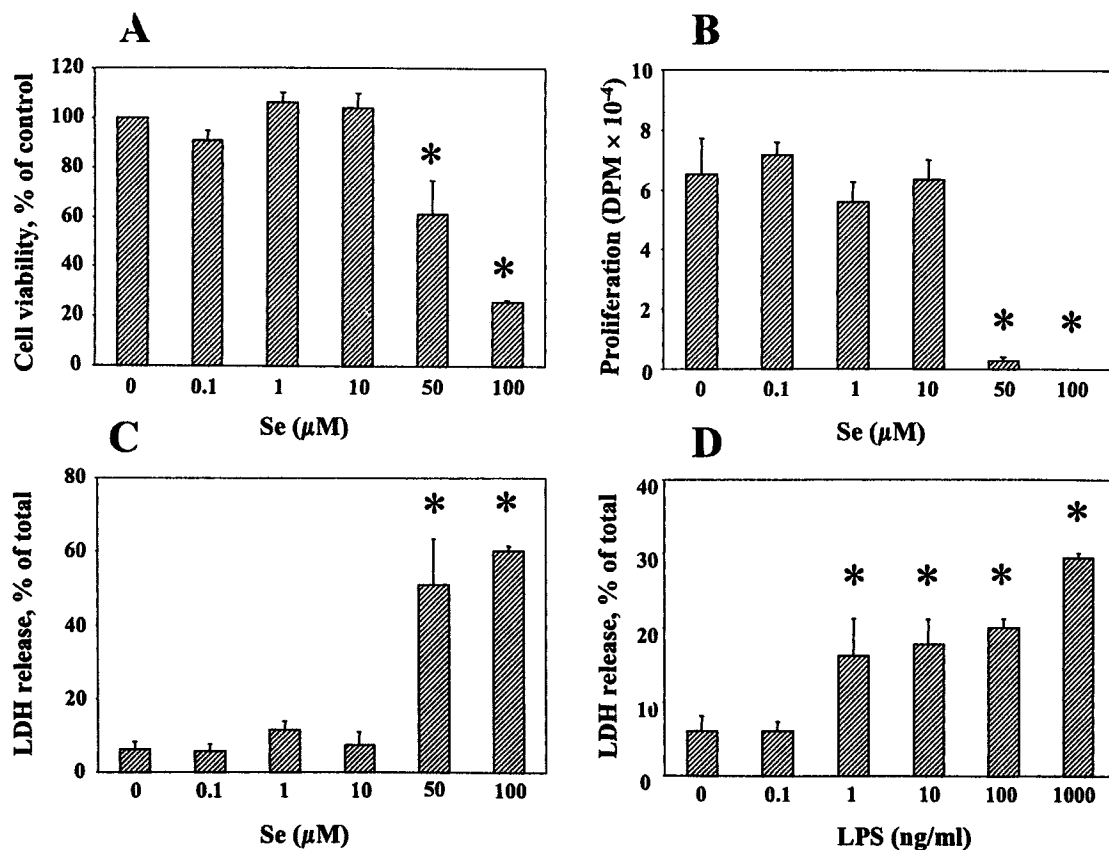 A
Cell viability, % of control
120
100
80
60
40
20
0
*
*
0 0.1 1 10 50 100
Se (µM)
B
Proliferation (DPM × 10⁻⁴)
10
8
6
4
2
0
* *
0 0.1 1 10 50 100
Se (µM)
C
LDH release, % of total
80
60
40
20
0
* *
0 0.1 1 10 50 100
Se (µM)
D
LDH release, % of total
40
30
20
10
0
* * * *
0 0.1 1 10 100 1000
LPS (ng/ml)